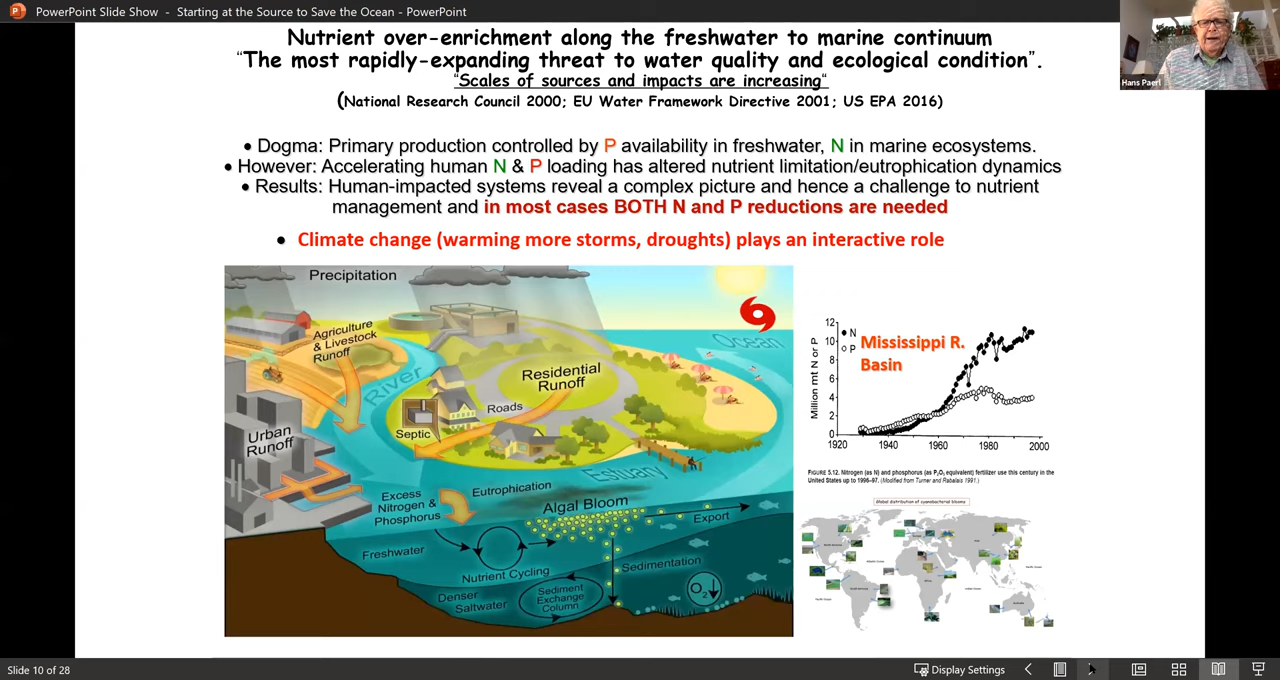 PowerPoint Slide Show - Starting at the Source to Save the Ocean - PowerPoint
Hans Paerl
Nutrient over-enrichment along the freshwater to marine continuum
"The most rapidly-expanding threat to water quality and ecological condition".
"Scales of sources and impacts are increasing"
(National Research Council 2000; EU Water Framework Directive 2001; US EPA 2016)
• Dogma: Primary production controlled by P availability in freshwater, N in marine ecosystems.
• However: Accelerating human N & P loading has altered nutrient limitation/eutrophication dynamics
• Results: Human-impacted systems reveal a complex picture and hence a challenge to nutrient
management and in most cases BOTH N and P reductions are needed
• Climate change (warming more storms, droughts) plays an interactive role
Precipitation
Agriculture
& Livestock
Runoff
River
Ocean
Residential
Runoff
Roads
Septic
Urban
Runoff
Estuary
Excess
Nitrogen &
Phosphorus
Eutrophication
Algal Bloom
Export
Freshwater
Nutrient Cycling
Sedimentation
Denser
Saltwater
Sediment
Exchange
Column
O2
Million mt N or P
12
10
8
6
4
2
0
N
P
Mississippi R.
Basin
1920
1940
1960
1980
2000
FIGURE 5.12. Nitrogen (as N) and phosphorus (as P2O5 equivalent) fertilizer use this century in the
United States up to 1996–97. (Modified from Turner and Rabalais 1991.)
Global distribution of cyanobacterial blooms
Slide 10 of 28
Display Settings